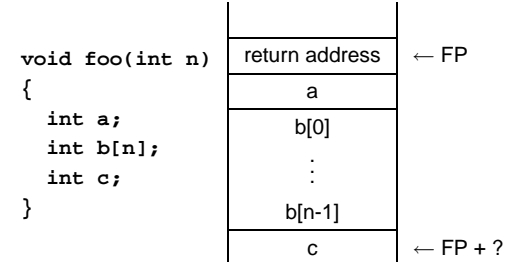 void foo(int n)
{
int a;
int b[n];
int c;
}
return address
← FP
a
b[0]
⋮
b[n-1]
c
← FP + ?